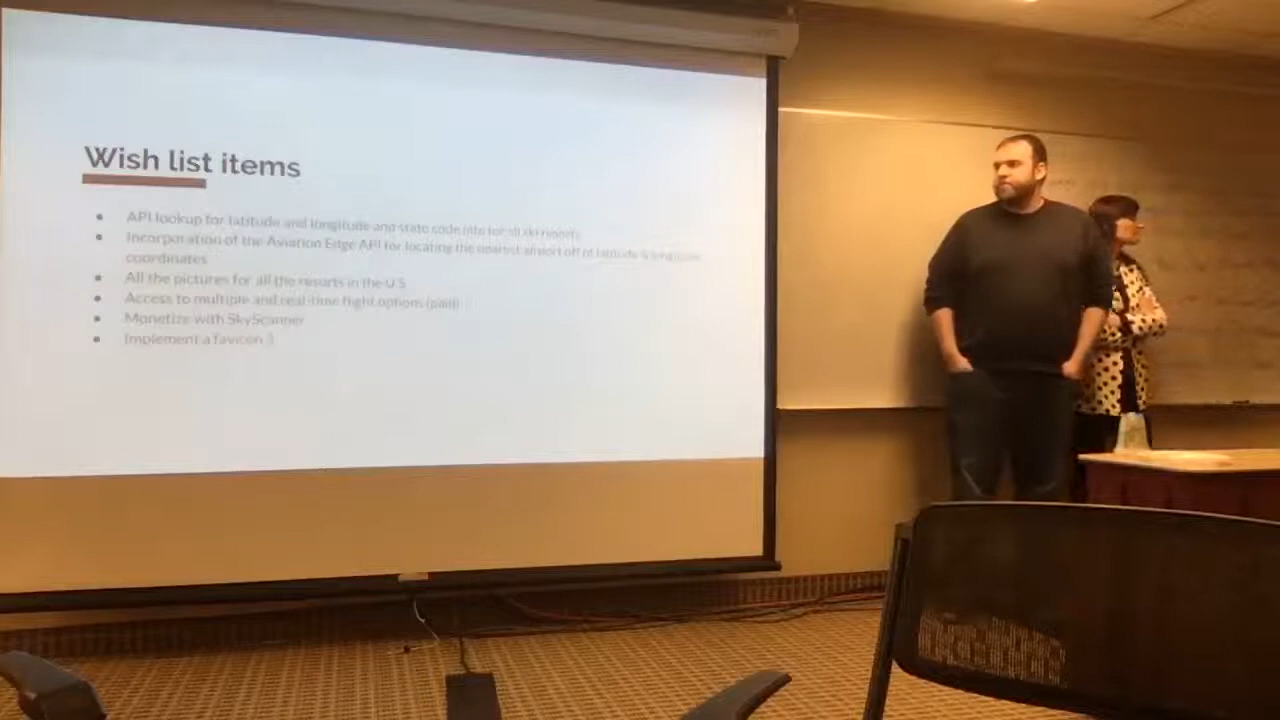 Wish list items
API lookup for latitude and longitude and state code info for all ski resorts
Incorporation of the Aviation Edge API for locating the nearest airport off of latitude & longitude
coordinates
All the pictures for all the resorts in the U.S
Access to multiple and real-time flight options (paid)
Monetize with SkyScanner
Implement a favicon :)